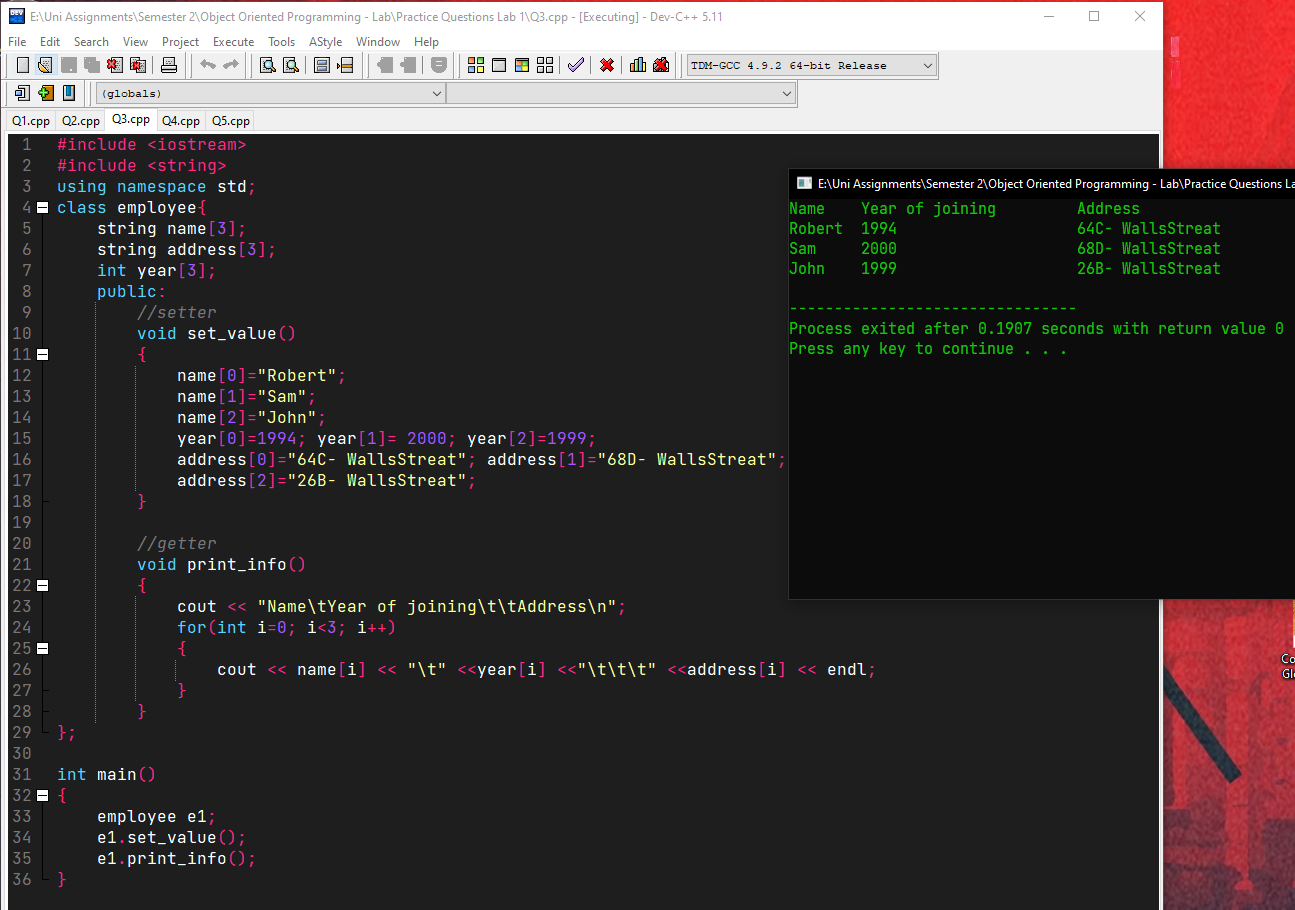 E:\Uni Assignments\Semester 2\Object Oriented Programming - Lab\Practice Questions Lab 1\Q3.cpp - [Executing] - Dev-C++ 5.11
File Edit Search View Project Execute Tools AStyle Window Help
TDM-GCC 4.9.2 64-bit Release
(globals)
Q1.cpp Q2.cpp Q3.cpp Q4.cpp Q5.cpp
1 #include <iostream>
2 #include <string>
3 using namespace std;
4 class employee{
5 string name[3];
6 string address[3];
7 int year[3];
8 public:
9 //setter
10 void set_value()
11 {
12 name[0]="Robert";
13 name[1]="Sam";
14 name[2]="John";
15 year[0]=1994; year[1]= 2000; year[2]=1999;
16 address[0]="64C- WallsStreat"; address[1]="68D- WallsStreat";
17 address[2]="26B- WallsStreat";
18 }
19
20 //getter
21 void print_info()
22 {
23 cout << "Name\tYear of joining\t\tAddress\n";
24 for(int i=0; i<3; i++)
25 {
26 cout << name[i] << "\t" <<year[i] <<"\t\t\t" <<address[i] << endl;
27 }
28 }
29 };
30
31 int main()
32 {
33 employee e1;
34 e1.set_value();
35 e1.print_info();
36 }
E:\Uni Assignments\Semester 2\Object Oriented Programming - Lab\Practice Questions La
Name Year of joining Address
Robert 1994 64C- WallsStreat
Sam 2000 68D- WallsStreat
John 1999 26B- WallsStreat
--------------------------------
Process exited after 0.1907 seconds with return value 0
Press any key to continue . . .
Co
Glo